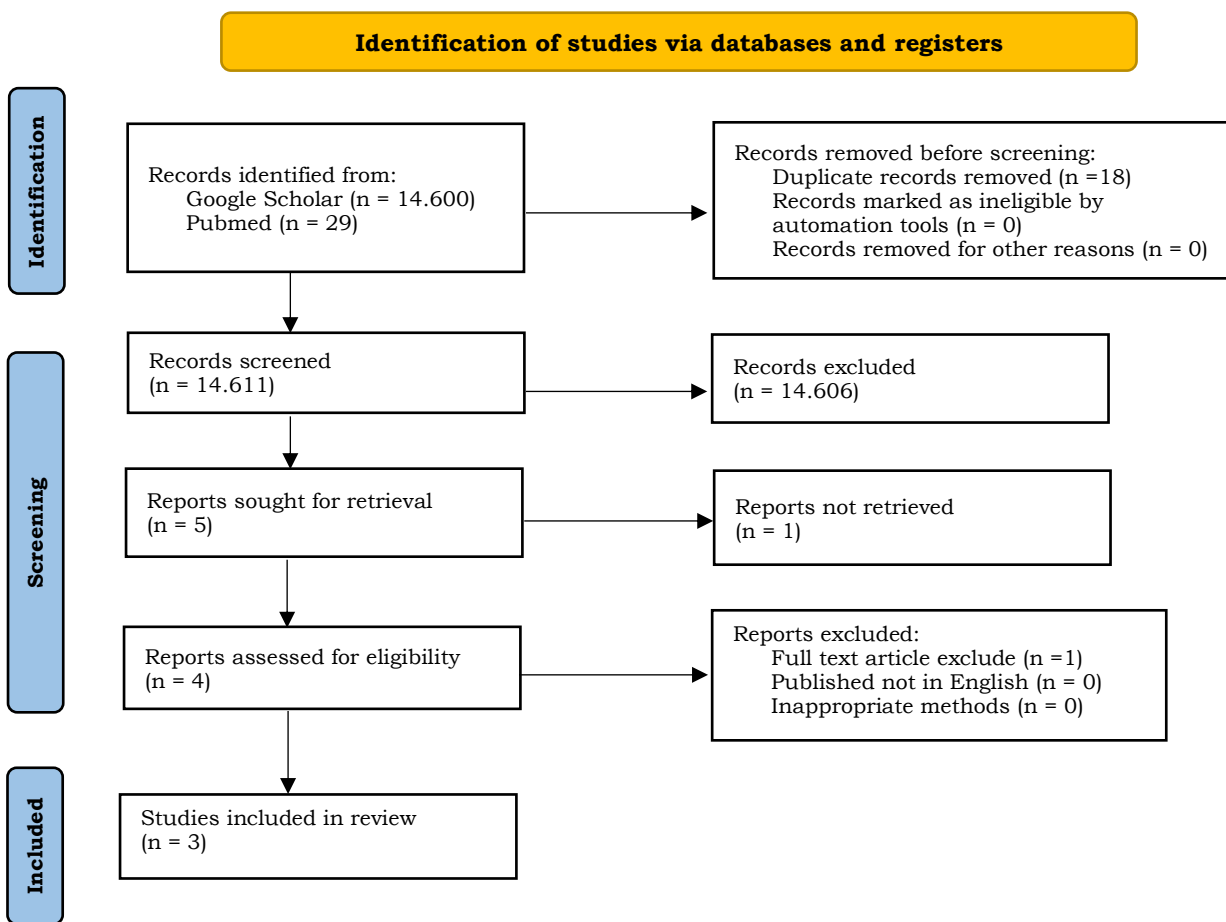 Identification of studies via databases and registers
Identification
Records identified from:
Google Scholar (n = 14.600)
Pubmed (n = 29)
Records removed before screening:
Duplicate records removed (n =18)
Records marked as ineligible by
automation tools (n = 0)
Records removed for other reasons (n = 0)
Screening
Records screened
(n = 14.611)
Records excluded
(n = 14.606)
Reports sought for retrieval
(n = 5)
Reports not retrieved
(n = 1)
Reports assessed for eligibility
(n = 4)
Reports excluded:
Full text article exclude (n =1)
Published not in English (n = 0)
Inappropriate methods (n = 0)
Included
Studies included in review
(n = 3)